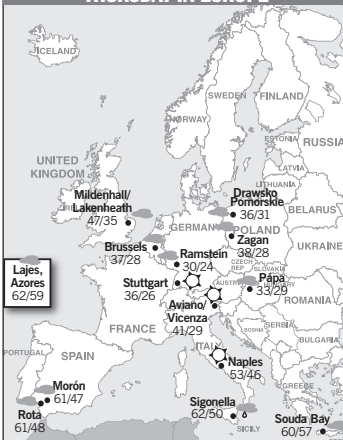 THURSDAY IN EUROPE
ICELAND
SWEDEN
FINLAND
NORWAY
ESTONIA
RUSSIA
LATVIA
LITHUANIA
UNITED
KINGDOM
Mildenhall/
Lakenheath
47/35
Drawsko
Pomorskie
36/31
BELARUS
GERMANY
POLAND
Zagan
38/28
Brussels
37/28
Ramstein
30/24
UKRAINE
CZECH
REP
SLOVAKIA
Lajes,
Azores
62/59
Stuttgart
36/26
AUSTRIA
HUNGARY
Pápa
33/29
Aviano/
Vicenza
41/29
ROMANIA
FRANCE
BOSNIA
SERBIA
BULGARIA
ITALY
PORTUGAL
SPAIN
Naples
53/46
Morón
61/47
GREECE
Rota
61/48
Sigonella
62/50
SICILY
Souda Bay
60/57